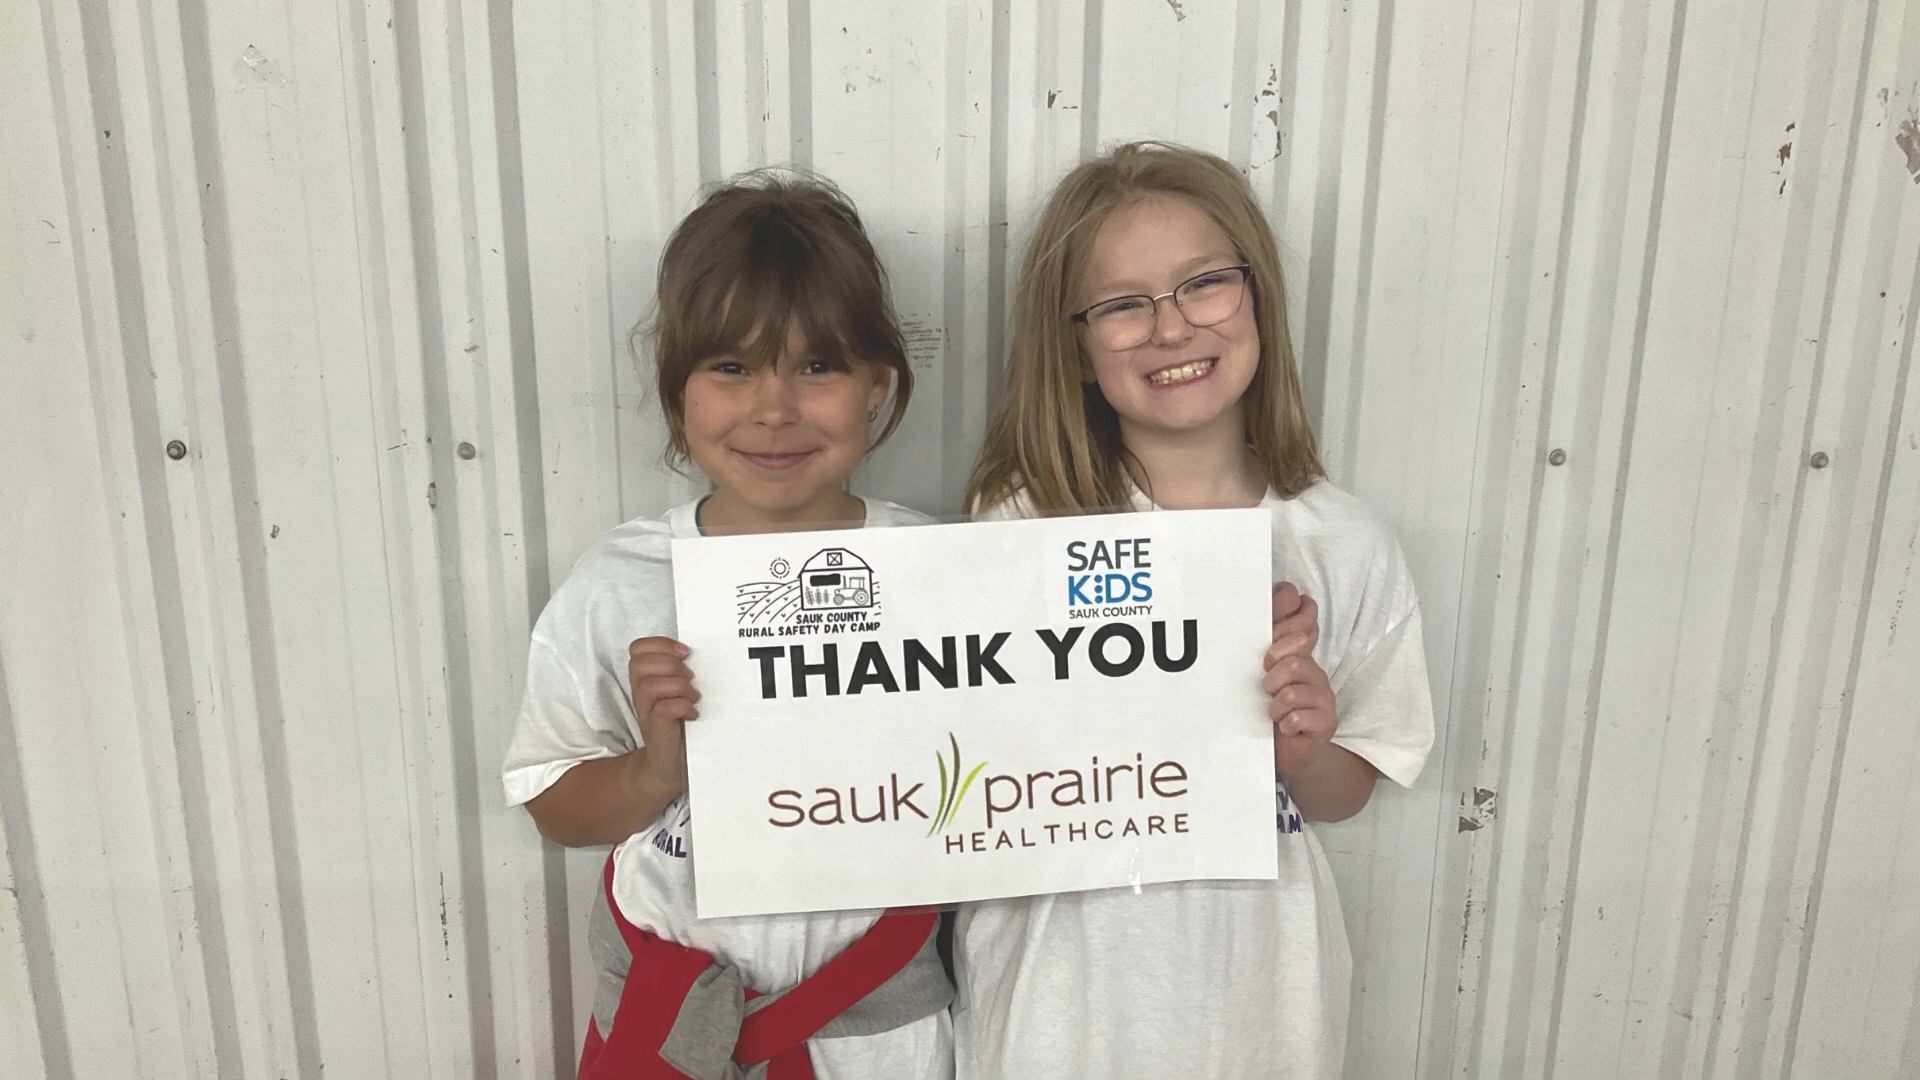 SAUK COUNTY
RURAL SAFETY DAY CAMP
SAFE
KIDS
SAUK COUNTY
THANK YOU
sauk prairie
HEALTHCARE